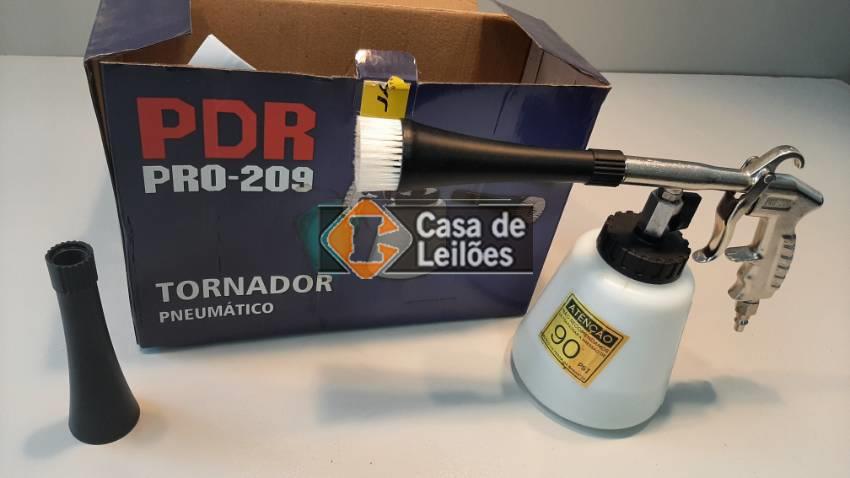 PDR
PRO-209
Casa de
Leilões
TORNADOR
PNEUMÁTICO
ATENÇÃO
90
PSI